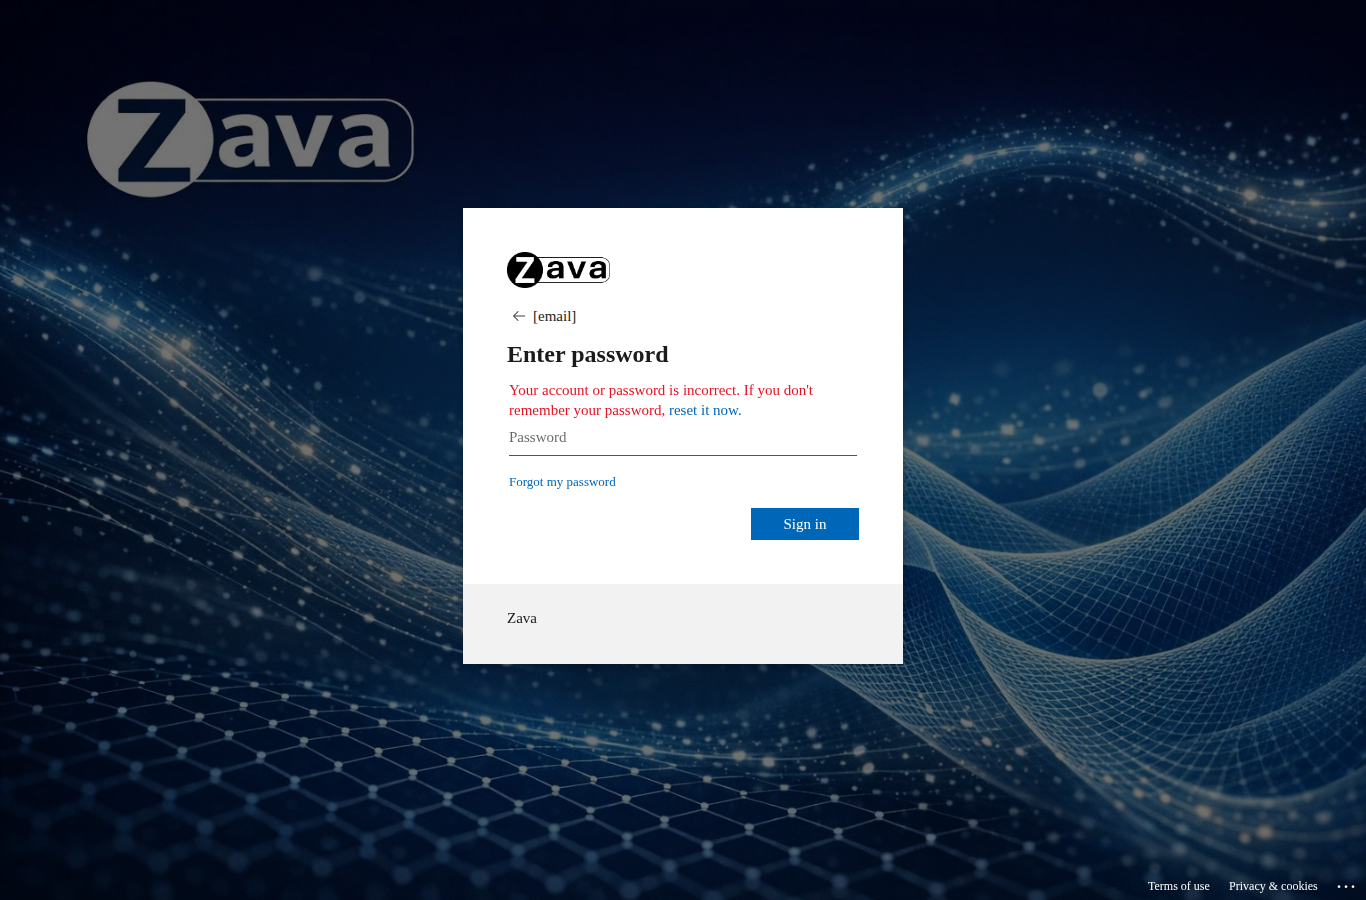 Zava
Zava
[email]
Enter password
Your account or password is incorrect. If you don't
remember your password, reset it now.
Password
Forgot my password
Sign in
Zava
Terms of use Privacy & cookies ...